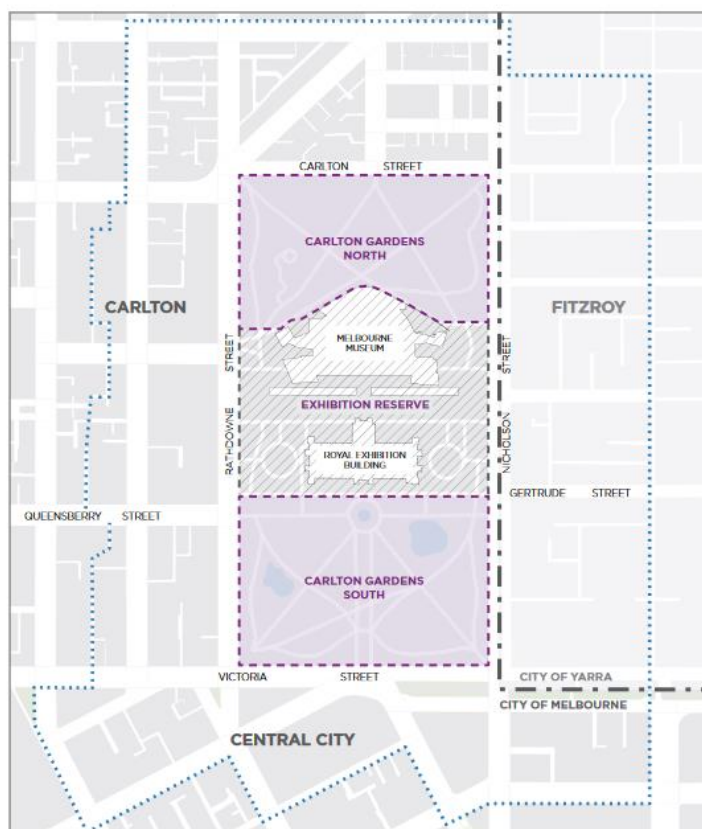 CARLTON STREET
CARLTON GARDENS
NORTH
CARLTON
FITZROY
MELBOURNE
MUSEUM
STREET
STREET
EXHIBITION RESERVE
RATHDOWNE
NICHOLSON
ROYAL EXHIBITION
BUILDING
GERTRUDE STREET
QUEENSBERRY STREET
CARLTON GARDENS
SOUTH
VICTORIA STREET
CITY OF YARRA
CITY OF MELBOURNE
CENTRAL CITY